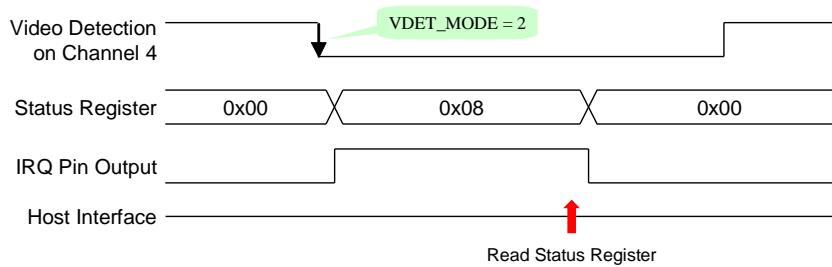 Video Detection
on Channel 4
VDET_MODE = 2
Status Register
0x00
0x08
0x00
IRQ Pin Output
Host Interface
Read Status Register